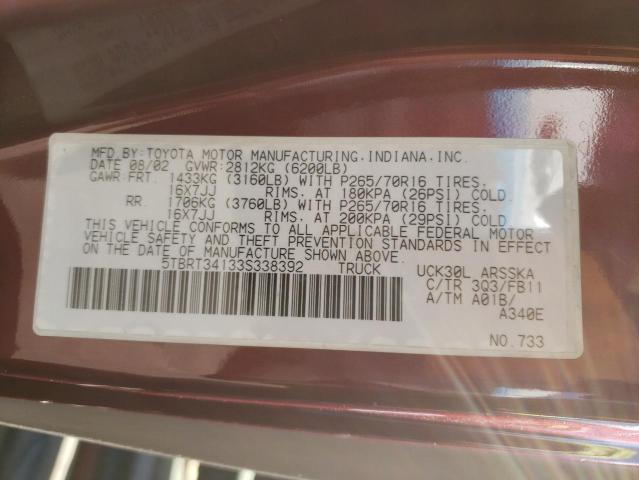 MFD.BY:TOYOTA MOTOR MANUFACTURING,INDIANA,INC.
DATE 08/02 GVWR:2812KG (6200LB)
GAWR FRT. 1433KG (3160LB) WITH P265/70R16 TIRES.
16X7JJ RIMS. AT 180KPA (26PSI) COLD.
RR. 1706KG (3760LB) WITH P265/70R16 TIRES.
16X7JJ RIMS. AT 200KPA (29PSI) COLD.
THIS VEHICLE CONFORMS TO ALL APPLICABLE FEDERAL MOTOR
VEHICLE SAFETY AND THEFT PREVENTION STANDARDS IN EFFECT
ON THE DATE OF MANUFACTURE SHOWN ABOVE.
5TBRT34133S338392 TRUCK UCK30L ARSSKA
C/TR 3Q3/FB11
A/TM A01B/
A340E
NO.733